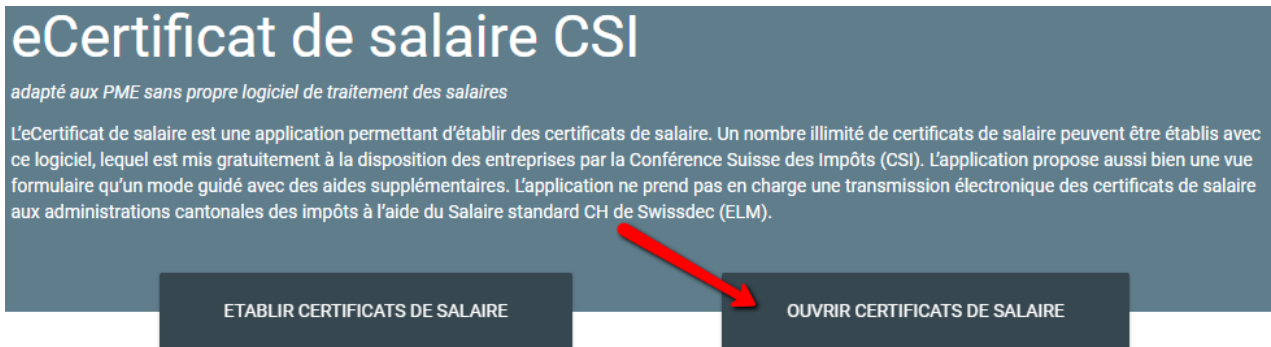 eCertificat de salaire CSI
adapté aux PME sans propre logiciel de traitement des salaires
L'eCertificat de salaire est une application permettant d'établir des certificats de salaire. Un nombre illimité de certificats de salaire peuvent être établis avec
ce logiciel, lequel est mis gratuitement à la disposition des entreprises par la Conférence Suisse des Impôts (CSI). L'application propose aussi bien une vue
formulaire qu'un mode guidé avec des aides supplémentaires. L'application ne prend pas en charge une transmission électronique des certificats de salaire
aux administrations cantonales des impôts à l'aide du Salaire standard CH de Swissdec (ELM).
ETABLIR CERTIFICATS DE SALAIRE
OUVRIR CERTIFICATS DE SALAIRE